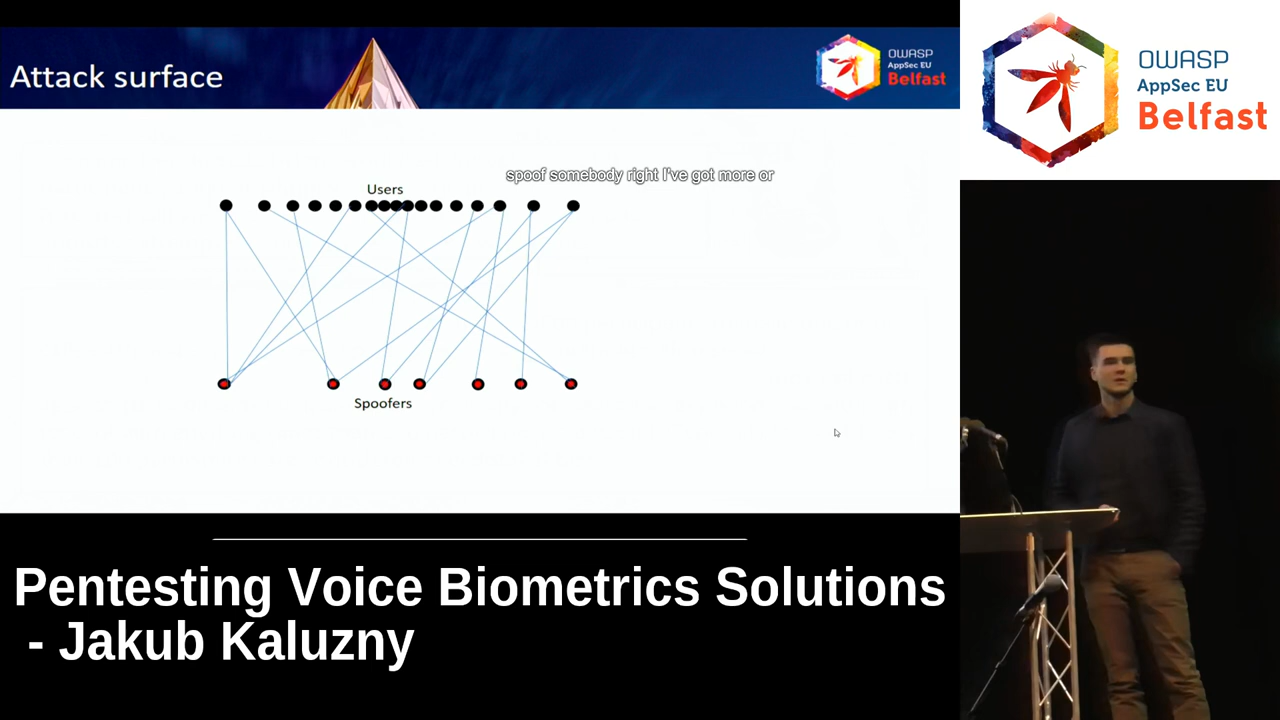 Attack surface
OWASP
AppSec EU
Belfast
OWASP
AppSec EU
Belfast
spoof somebody right I've got more or
Users
Spoofers
Pentesting Voice Biometrics Solutions
- Jakub Kaluzny